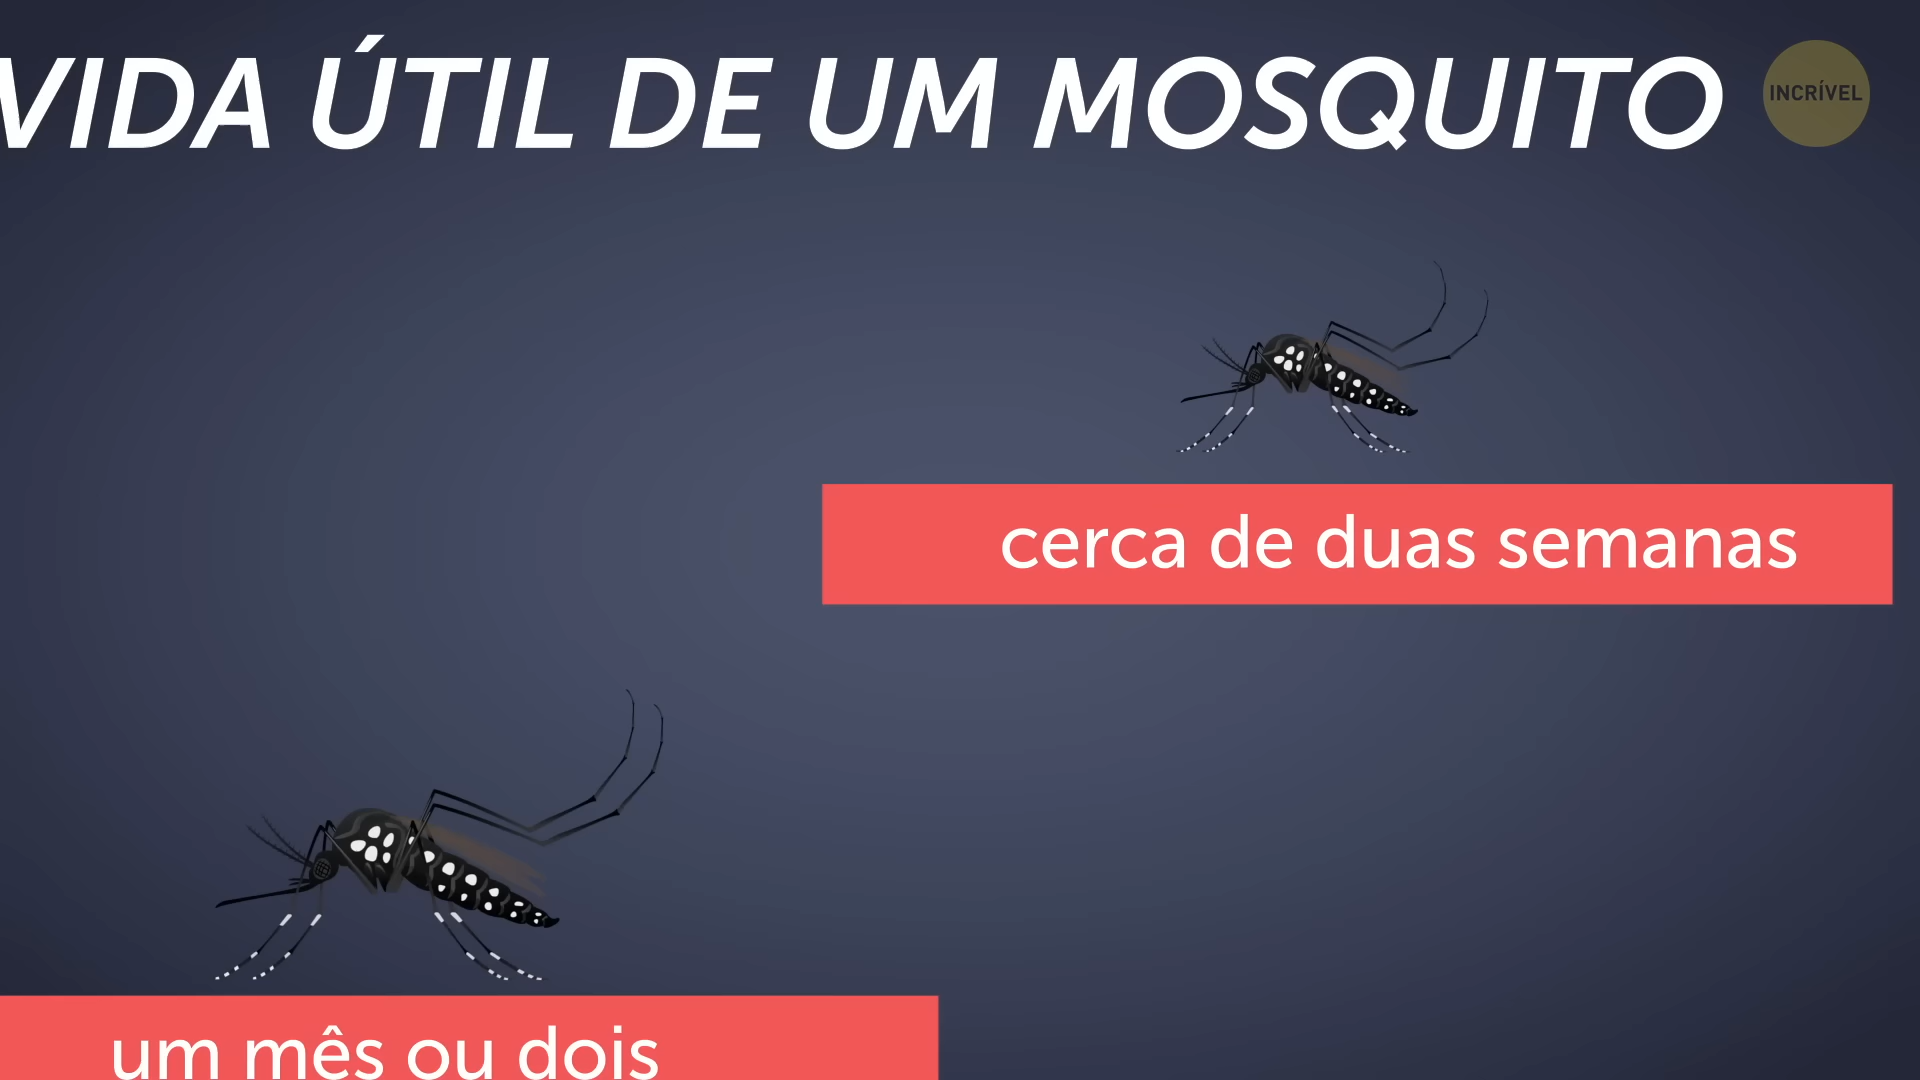 VIDA ÚTIL DE UM MOSQUITO
INCRÍVEL
cerca de duas semanas
um mês ou dois